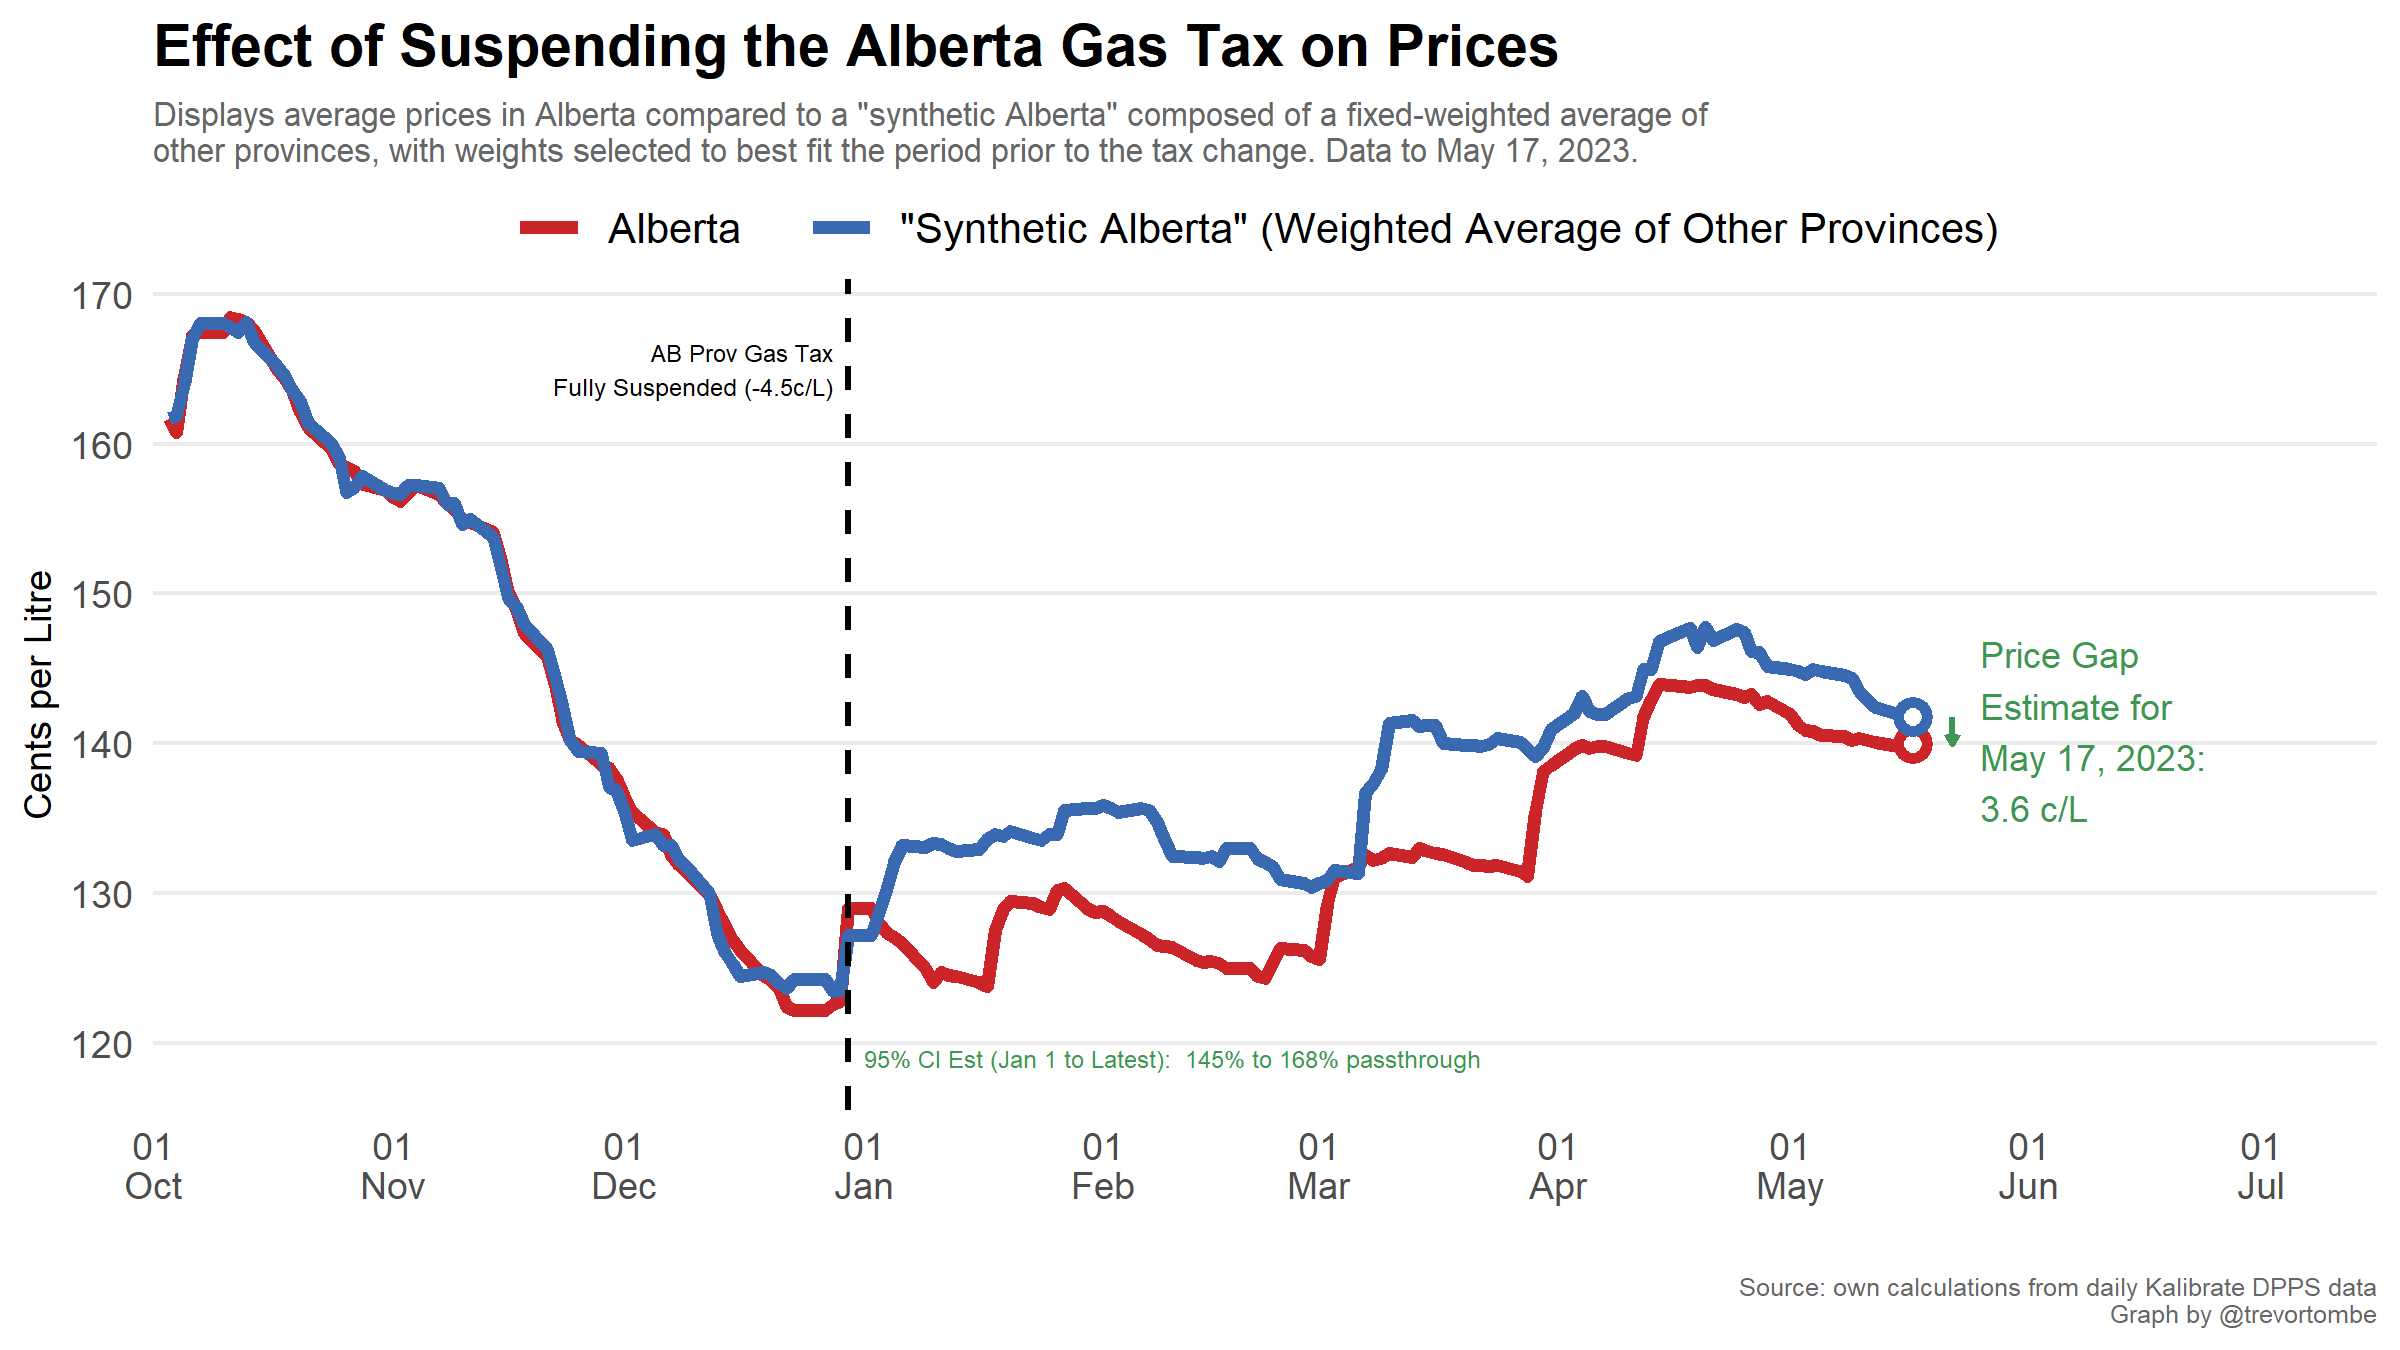 Effect of Suspending the Alberta Gas Tax on Prices
Displays average prices in Alberta compared to a "synthetic Alberta" composed of a fixed-weighted average of
other provinces, with weights selected to best fit the period prior to the tax change. Data to May 17, 2023.
Alberta
"Synthetic Alberta" (Weighted Average of Other Provinces)
Cents per Litre
170
160
150
140
130
120
AB Prov Gas Tax
Fully Suspended (-4.5c/L)
Price Gap
Estimate for
May 17, 2023:
3.6 c/L
95% CI Est (Jan 1 to Latest):  145% to 168% passthrough
01
Oct
01
Nov
01
Dec
01
Jan
01
Feb
01
Mar
01
Apr
01
May
01
Jun
01
Jul
Source: own calculations from daily Kalibrate DPPS data
Graph by @trevortombe